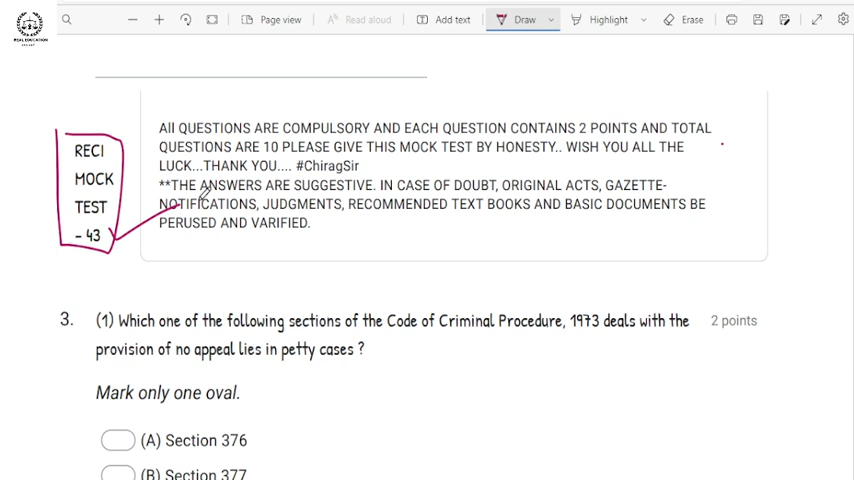 Page view
Read aloud
Add text
Draw
Highlight
Erase
REAL EDUCATION
All QUESTIONS ARE COMPULSORY AND EACH QUESTION CONTAINS 2 POINTS AND TOTAL
QUESTIONS ARE 10 PLEASE GIVE THIS MOCK TEST BY HONESTY.. WISH YOU ALL THE
LUCK...THANK YOU.... #ChiragSir
**THE ANSWERS ARE SUGGESTIVE. IN CASE OF DOUBT, ORIGINAL ACTS, GAZETTE-
NOTIFICATIONS, JUDGMENTS, RECOMMENDED TEXT BOOKS AND BASIC DOCUMENTS BE
PERUSED AND VARIFIED.
RECI
MOCK
TEST
- 43
3. (1) Which one of the following sections of the Code of Criminal Procedure, 1973 deals with the 2 points
provision of no appeal lies in petty cases ?
Mark only one oval.
(A) Section 376
(B) Section 377